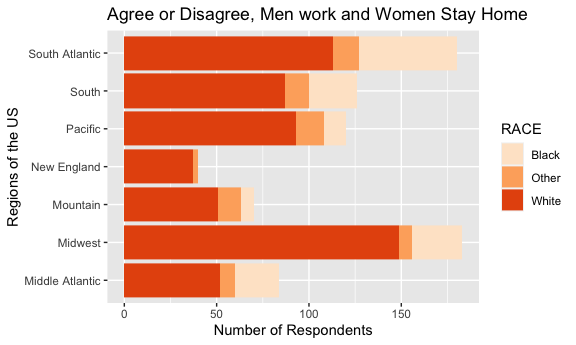 Agree or Disagree, Men work and Women Stay Home
Regions of the US
South Atlantic
South
Pacific
New England
Mountain
Midwest
Middle Atlantic
0 50 100 150
Number of Respondents
RACE
Black
Other
White